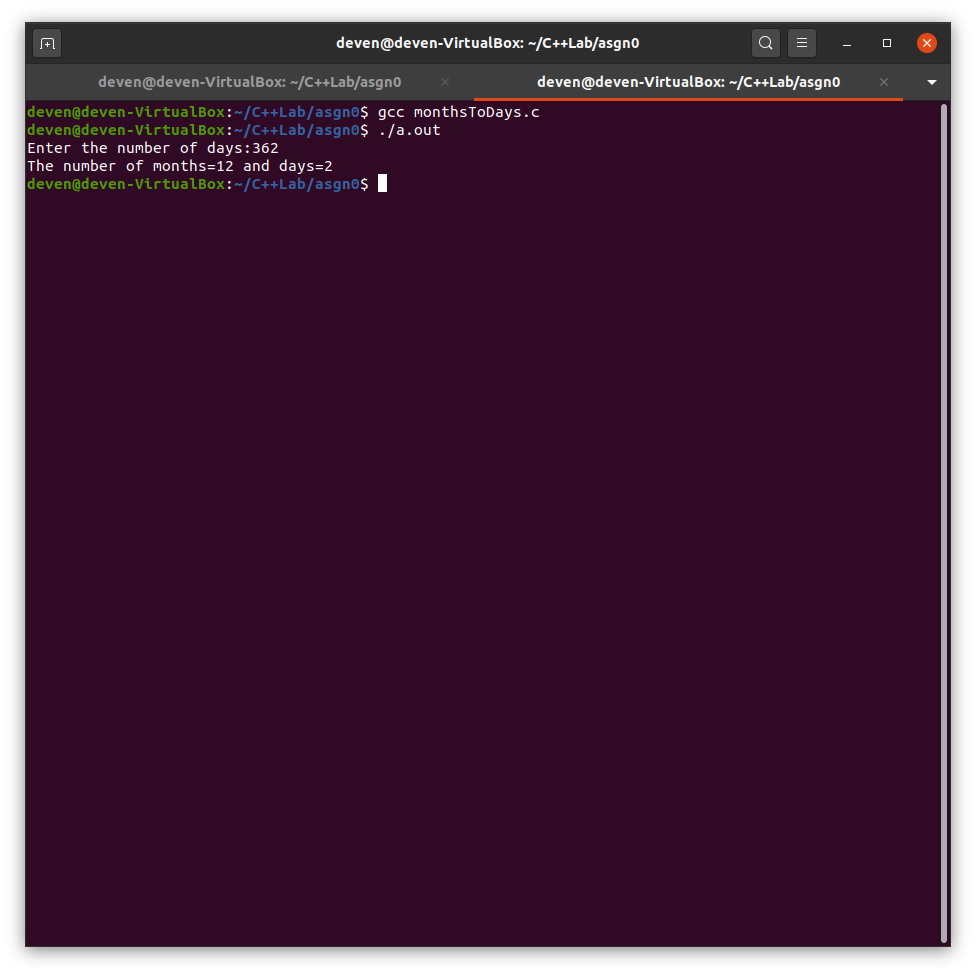 deven@deven-VirtualBox: ~/C++Lab/asgn0
deven@deven-VirtualBox: ~/C++Lab/asgn0 × deven@deven-VirtualBox: ~/C++Lab/asgn0 ×
deven@deven-VirtualBox:~/C++Lab/asgn0$ gcc monthsToDays.c
deven@deven-VirtualBox:~/C++Lab/asgn0$ ./a.out
Enter the number of days:362
The number of months=12 and days=2
deven@deven-VirtualBox:~/C++Lab/asgn0$